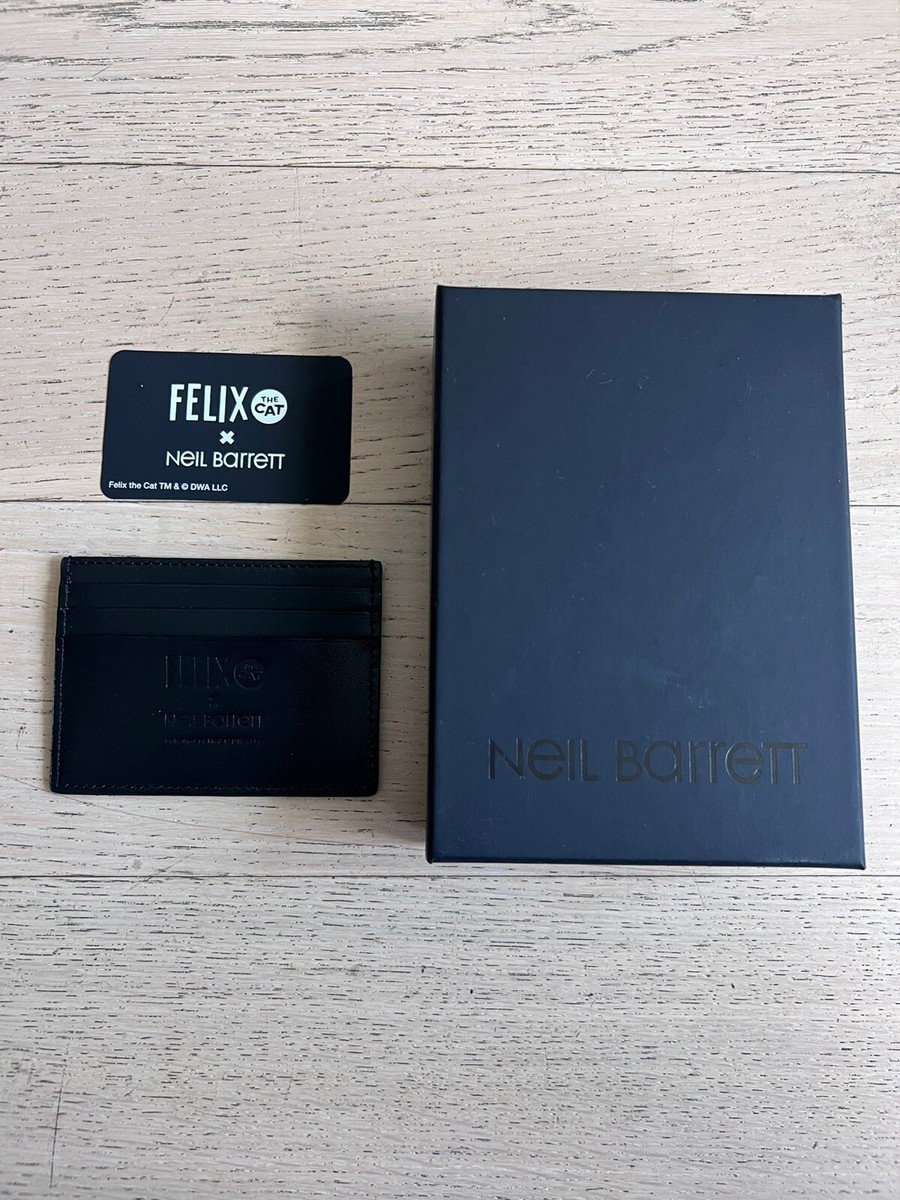 FELIX THE CAT
×
NEIL BARRETT
Felix the Cat TM & © DWA LLC
FELIX THE CAT
×
NEIL BARRETT
NEIL BARRETT